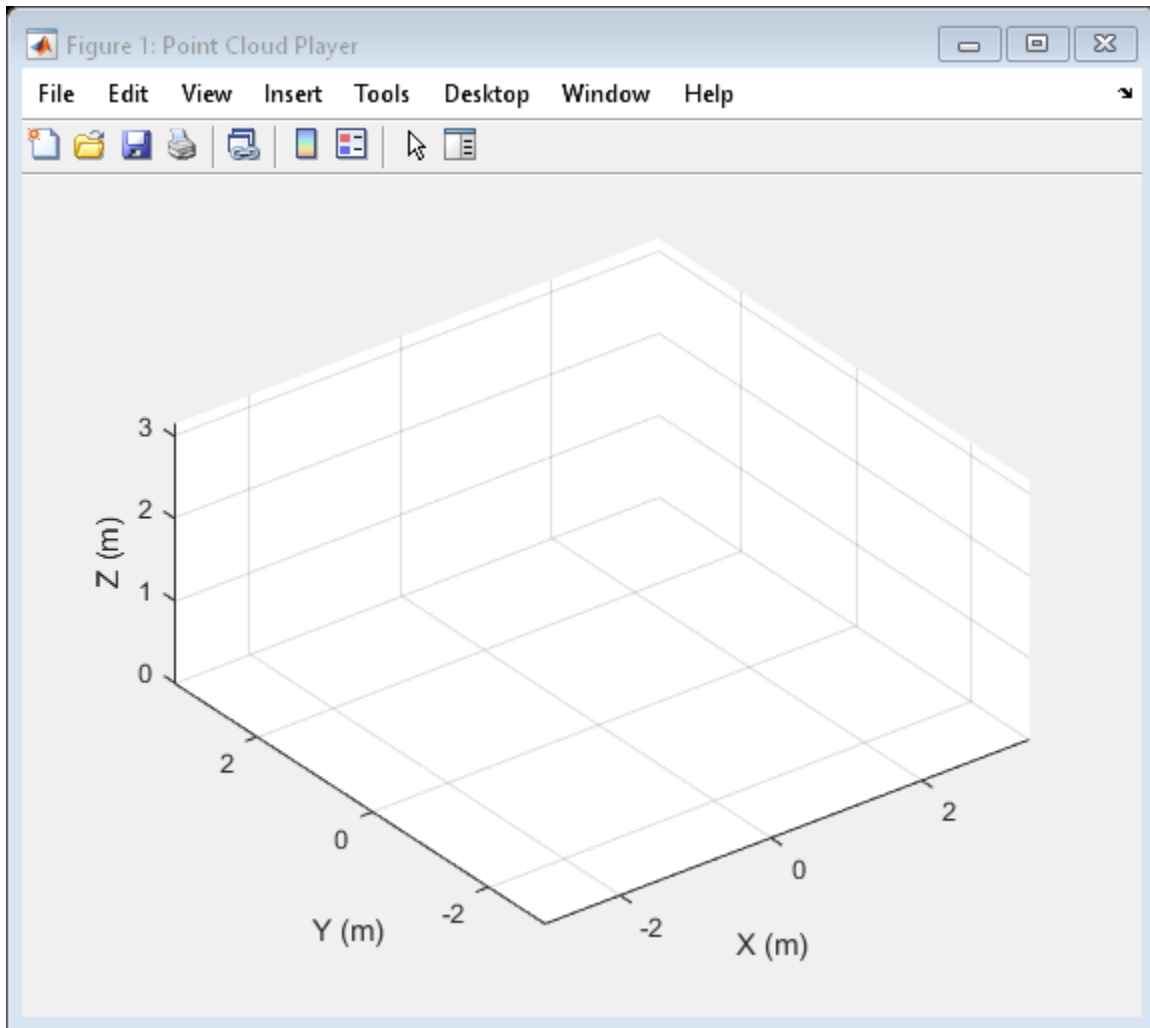 Figure 1: Point Cloud Player
File Edit View Insert Tools Desktop Window Help
3
2
1
0
Z (m)
2
0
-2
Y (m)
-2
0
2
X (m)